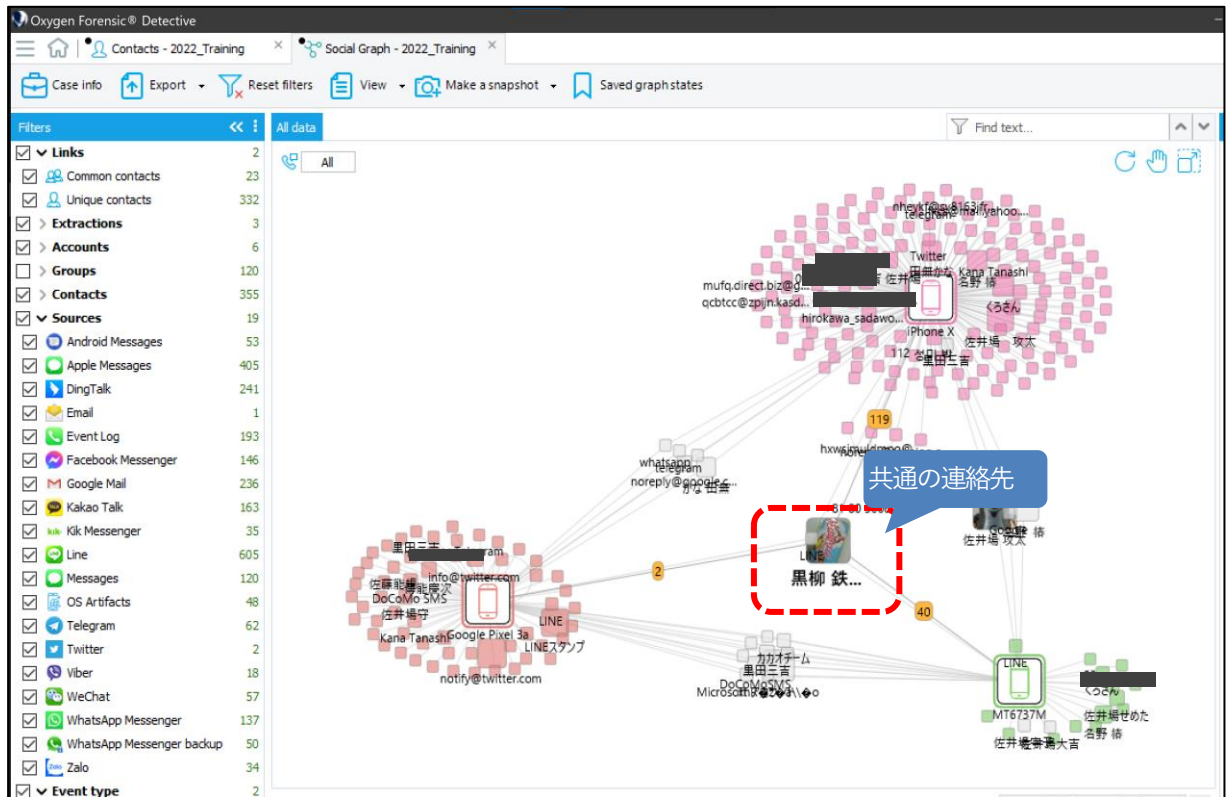 Oxygen Forensic® Detective
Contacts - 2022_Training
Social Graph - 2022_Training
Case info
Export
Reset filters
View
Make a snapshot
Saved graph states
Filters
All data
Find text...
Links 2
Common contacts 23
Unique contacts 332
Extractions 3
Accounts 6
Groups 120
Contacts 355
Sources 19
Android Messages 53
Apple Messages 405
DingTalk 241
Email 1
Event Log 193
Facebook Messenger 146
Google Mail 236
Kakao Talk 163
Kik Messenger 35
Line 605
Messages 120
OS Artifacts 48
Telegram 62
Twitter 2
Viber 18
WeChat 57
WhatsApp Messenger 137
WhatsApp Messenger backup 50
Zalo 34
Event type 2
All
telegram
Twitter
Kana Tanashi
名野 椿
mufq.direct.biz@g...
qcbtcc@zpijn.kasd...
くろさん
hirokawa_sadawo...
iPhone X
佐井場 攻太
黒田三吉
119
共通の連絡先
whatsapp
telegram
noreply@google.c...
かな 田無
佐井場 攻太
LINE
黒柳 鉄...
2
40
info@twitter.com
DoCoMo SMS
佐井場守
Kana Tanashi
Google Pixel 3a
LINE
LINEスタンプ
notify@twitter.com
カカオチーム
黒田三吉
DoCoMoSMS
LINE
MT6737M
くろさん
佐井場せめた
名野 椿